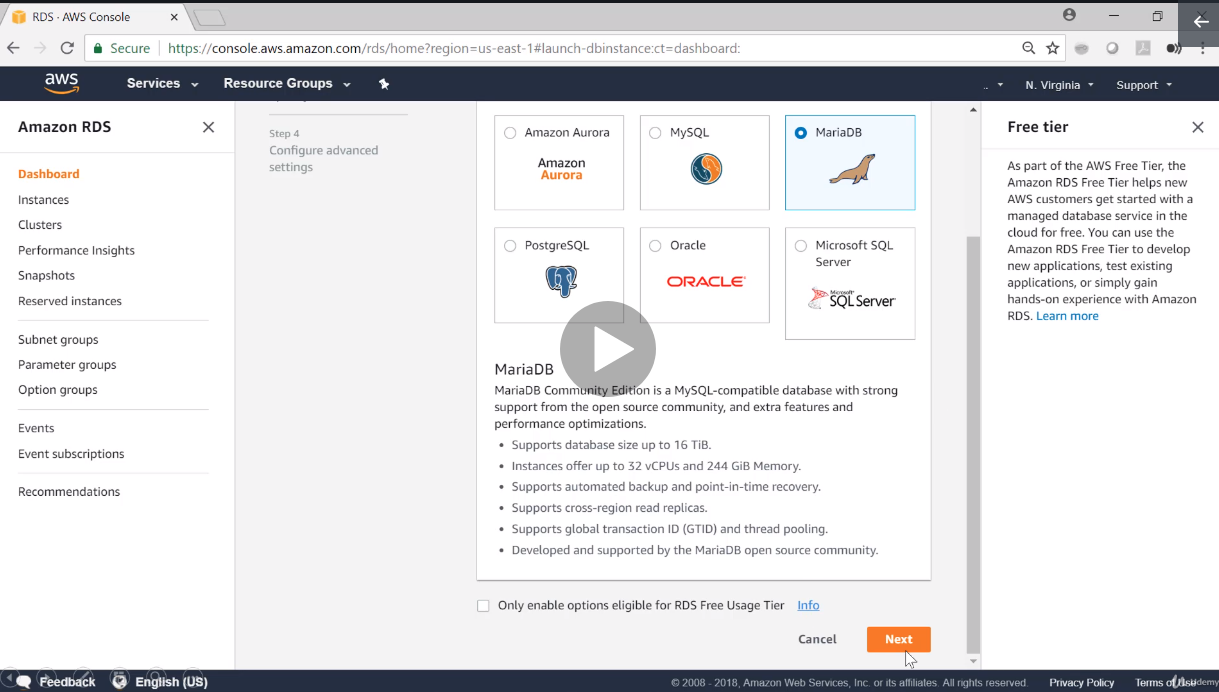 RDS · AWS Console
Secure
https://console.aws.amazon.com/rds/home?region=us-east-1#launch-dbinstance:ct=dashboard:
aws
Services
Resource Groups
N. Virginia
Support
Amazon RDS
Dashboard
Instances
Clusters
Performance Insights
Snapshots
Reserved instances
Subnet groups
Parameter groups
Option groups
Events
Event subscriptions
Recommendations
Step 4
Configure advanced
settings
Amazon Aurora
Amazon
Aurora
MySQL
MariaDB
PostgreSQL
Oracle
ORACLE
Microsoft SQL
Server
Microsoft
SQL Server
MariaDB
MariaDB Community Edition is a MySQL-compatible database with strong
support from the open source community, and extra features and
performance optimizations.
• Supports database size up to 16 TiB.
• Instances offer up to 32 vCPUs and 244 GiB Memory.
• Supports automated backup and point-in-time recovery.
• Supports cross-region read replicas.
• Supports global transaction ID (GTID) and thread pooling.
• Developed and supported by the MariaDB open source community.
Only enable options eligible for RDS Free Usage Tier Info
Cancel
Next
Free tier
As part of the AWS Free Tier, the
Amazon RDS Free Tier helps new
AWS customers get started with a
managed database service in the
cloud for free. You can use the
Amazon RDS Free Tier to develop
new applications, test existing
applications, or simply gain
hands-on experience with Amazon
RDS. Learn more
Feedback
English (US)
© 2008 - 2018, Amazon Web Services, Inc. or its affiliates. All rights reserved.
Privacy Policy
Terms of Use